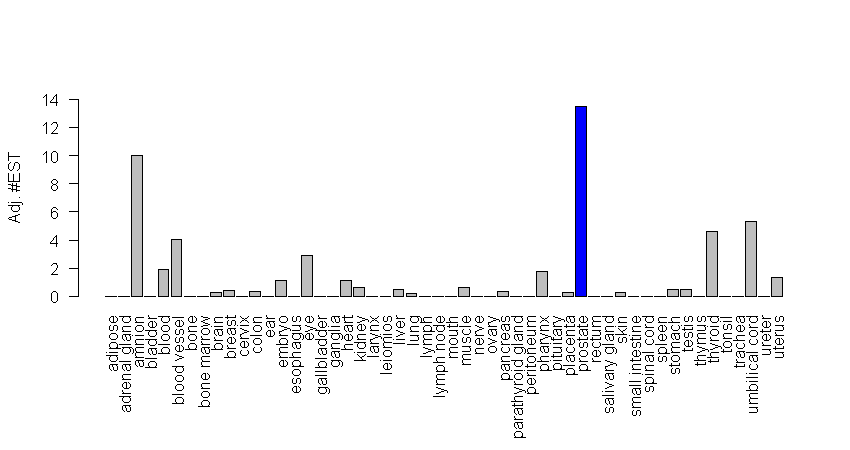 Adj. #EST
14
12
10
8
6
4
2
0
adipose
adrenal gland
amnion
bladder
blood
blood vessel
bone
bone marrow
brain
breast
cervix
colon
ear
embryo
esophagus
eye
gallbladder
ganglia
heart
kidney
larynx
leiomios
liver
lung
lymph
lymph node
mouth
muscle
nerve
ovary
pancreas
parathyroid gland
peritoneum
pharynx
pituitary
placenta
prostate
rectum
salivary gland
skin
small intestine
spinal cord
spleen
stomach
testis
thymus
thyroid
tonsil
trachea
umbilical cord
ureter
uterus